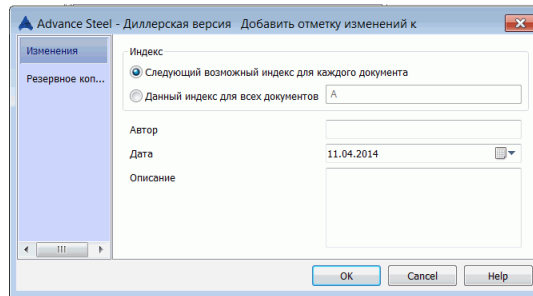 Advance Steel - Диллерская версия Добавить отметку изменений к
Изменения
Резервное коп...
Индекс
Следующий возможный индекс для каждого документа
Данный индекс для всех документов A
Автор
Дата 11.04.2014
Описание
OK Cancel Help